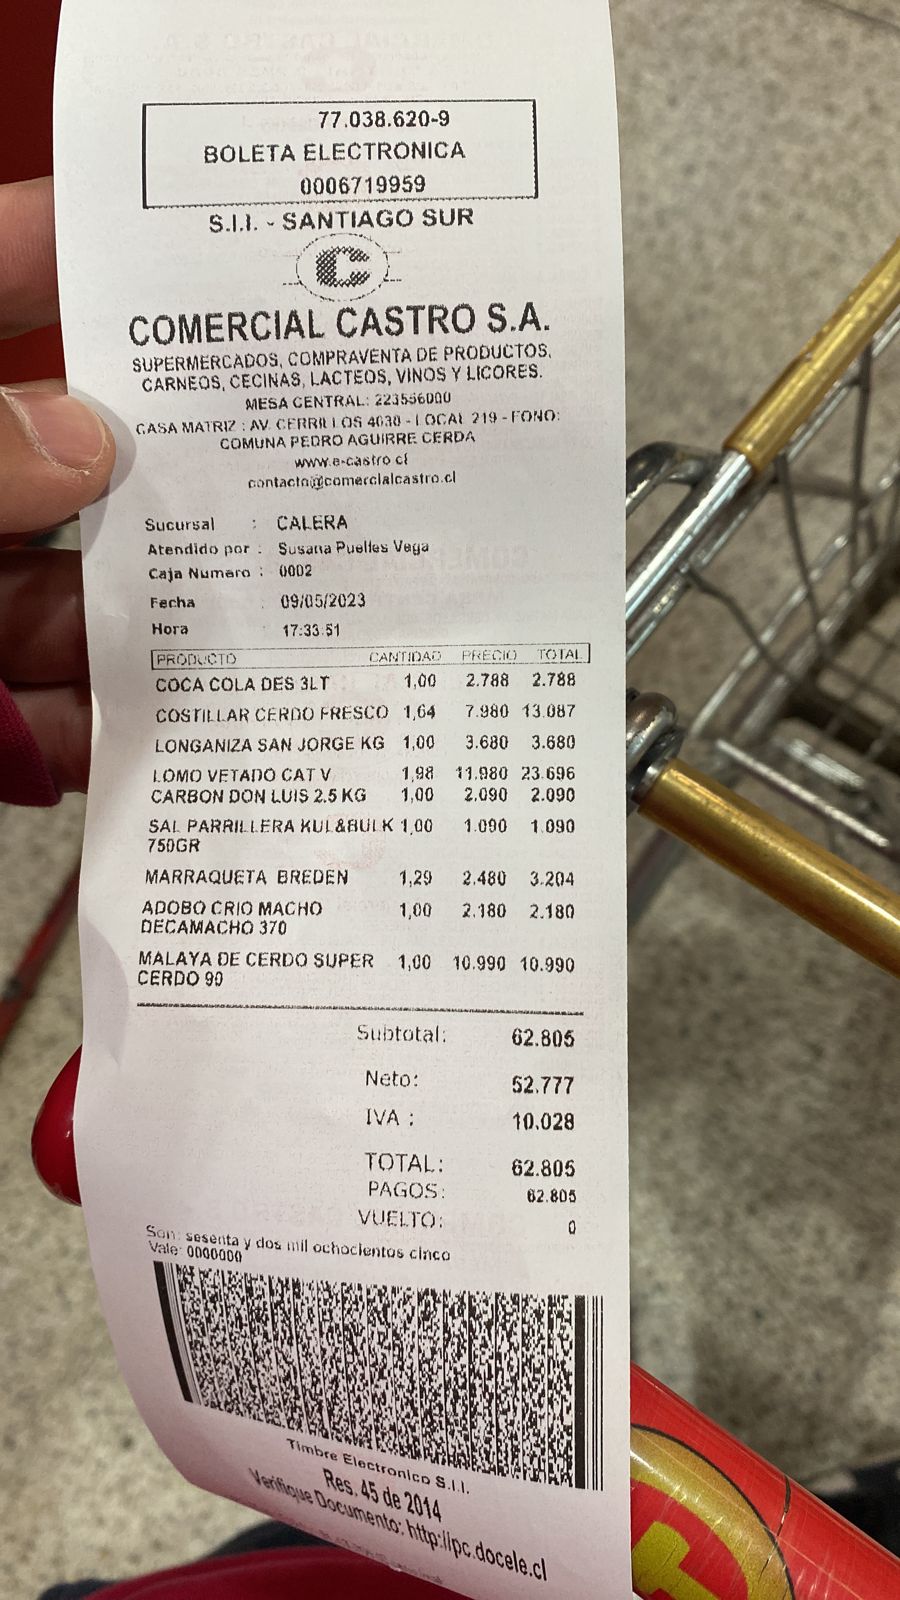 77.038.620-9
BOLETA ELECTRONICA
0006719959
S.I.I. - SANTIAGO SUR
C
COMERCIAL CASTRO S.A.
SUPERMERCADOS, COMPRAVENTA DE PRODUCTOS,
CARNEOS, CECINAS, LACTEOS, VINOS Y LICORES.
MESA CENTRAL: 223556000
CASA MATRIZ : AV. CERRILLOS 4038 - LOCAL 219 - FONO:
COMUNA PEDRO AGUIRRE CERDA
www.e-castro.cl
contacto@comercialcastro.cl
Sucursal : CALERA
Atendido por : Susana Puelles Vega
Caja Numaro : 0002
Fecha : 09/05/2023
Hora : 17:33:51
PRODUCTO CANTIDAD PRECIO TOTAL
COCA COLA DES 3LT 1,00 2.788 2.788
COSTILLAR CERDO FRESCO 1,64 7.980 13.087
LONGANIZA SAN JORGE KG 1,00 3.680 3.680
LOMO VETADO CAT V 1,98 11.980 23.696
CARBON DON LUIS 2.5 KG 1,00 2.090 2.090
SAL PARRILLERA KUL&BULK 1,00 1.090 1.090
750GR
MARRAQUETA BREDEN 1,29 2.480 3.204
ADOBO CRIO MACHO 1,00 2.180 2.180
DECAMACHO 370
MALAYA DE CERDO SUPER 1,00 10.990 10.990
CERDO 90
Subtotal: 62.805
Neto: 52.777
IVA : 10.028
TOTAL: 62.805
PAGOS: 62.805
VUELTO: 0
Son: sesenta y dos mil ochocientos cinco
Vale: 0000000
Timbre Electronico S.I.I.
Res. 45 de 2014
Verifique Documento: http://pc.docele.cl